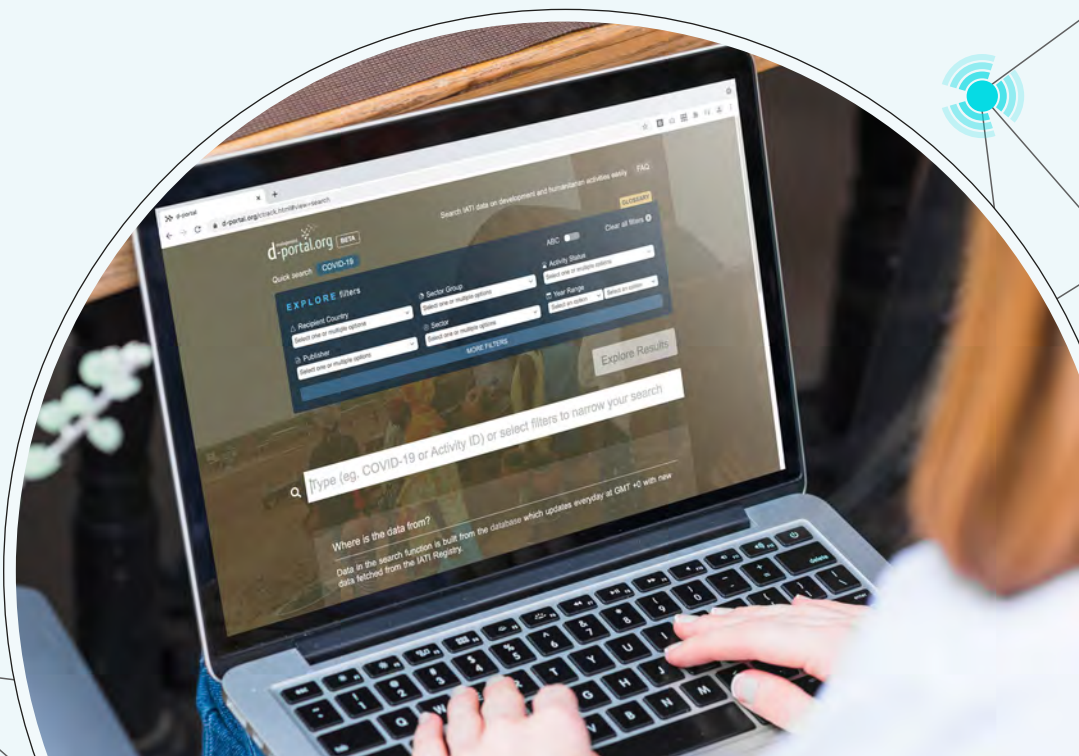 d-portal
d-portal.org/ctrack.html#view=search
Search IATI data on development and humanitarian activities easily
FAQ
d-portal.org BETA
GLOSSARY
Quick search COVID-19
ABC
Clear all filters
EXPLORE filters
Recipient Country
Select one or multiple options
Sector Group
Select one or multiple options
Activity Status
Select one or multiple options
Publisher
Select one or multiple options
Sector
Select one or multiple options
Year Range
Select an option
Select an option
MORE FILTERS
Explore Results
Type (eg. COVID-19 or Activity ID) or select filters to narrow your search
Where is the data from?
Data in the search function is built from the database which updates everyday at GMT +0 with new
data fetched from the IATI Registry.
delete